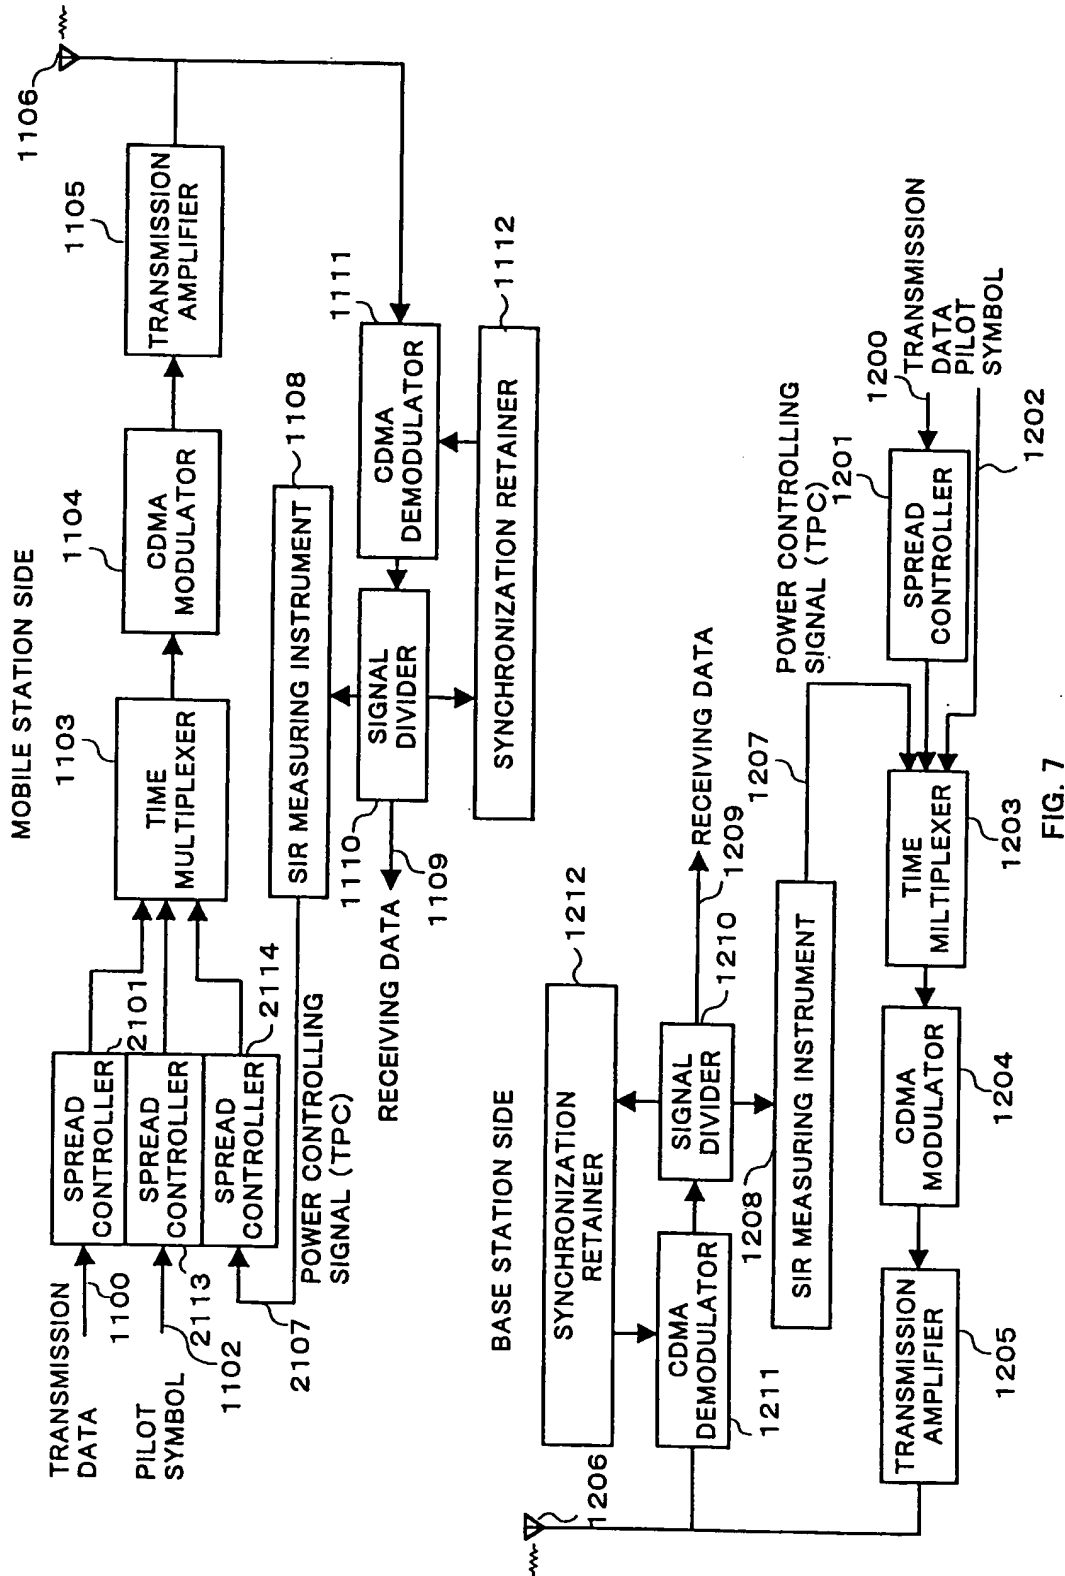 MOBILE STATION SIDE
TRANSMISSION
DATA
1100
PILOT
SYMBOL
1102
2113
2107
SPREAD
CONTROLLER
2101
SPREAD
CONTROLLER
SPREAD
CONTROLLER
2114
POWER CONTROLLING
SIGNAL (TPC)
TIME
MULTIPLEXER
1103
CDMA
MODULATOR
1104
TRANSMISSION
AMPLIFIER
1105
1106
SIR MEASURING INSTRUMENT
1108
RECEIVING DATA
1109
1110
SIGNAL
DIVIDER
CDMA
DEMODULATOR
1111
SYNCHRONIZATION RETAINER
1112
BASE STATION SIDE
1206
SYNCHRONIZATION
RETAINER
1212
CDMA
DEMODULATOR
1211
SIGNAL
DIVIDER
1210
RECEIVING DATA
1209
1208
SIR MEASURING INSTRUMENT
1207
POWER CONTROLLING
SIGNAL (TPC)
1201
SPREAD
CONTROLLER
1200
TRANSMISSION
DATA
PILOT
SYMBOL
1202
TRANSMISSION
AMPLIFIER
1205
CDMA
MODULATOR
1204
TIME
MILTIPLEXER
1203
FIG. 7